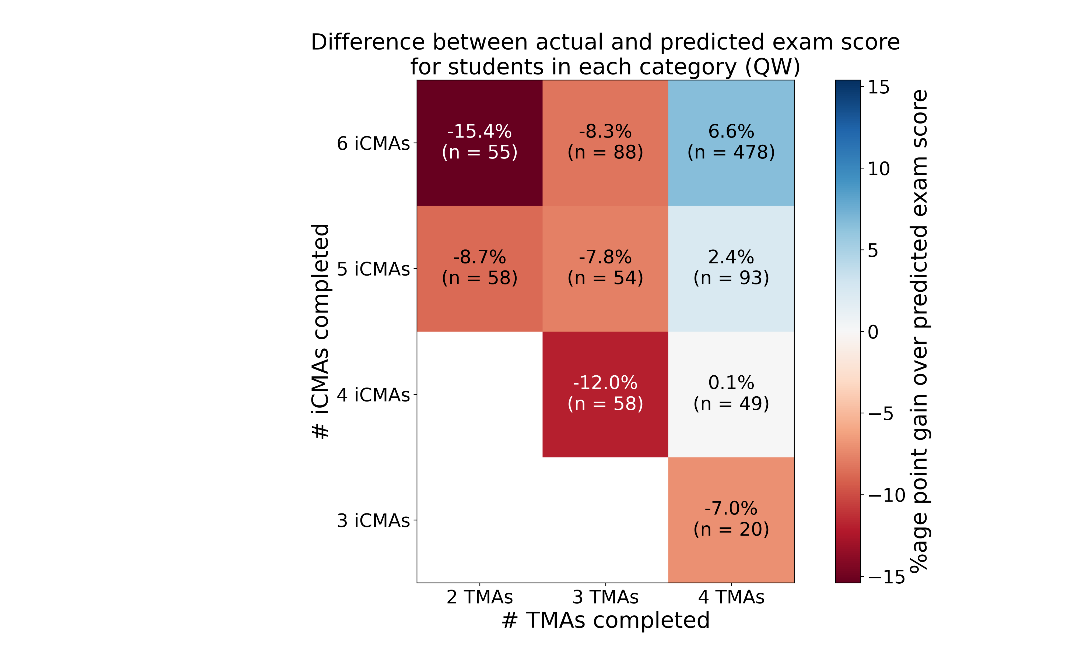 Difference between actual and predicted exam score
for students in each category (QW)
# iCMAs completed
6 iCMAs
-15.4%
(n = 55)
-8.3%
(n = 88)
6.6%
(n = 478)
5 iCMAs
-8.7%
(n = 58)
-7.8%
(n = 54)
2.4%
(n = 93)
4 iCMAs
-12.0%
(n = 58)
0.1%
(n = 49)
3 iCMAs
-7.0%
(n = 20)
2 TMAs
3 TMAs
4 TMAs
# TMAs completed
15
10
5
0
−5
−10
−15
%age point gain over predicted exam score